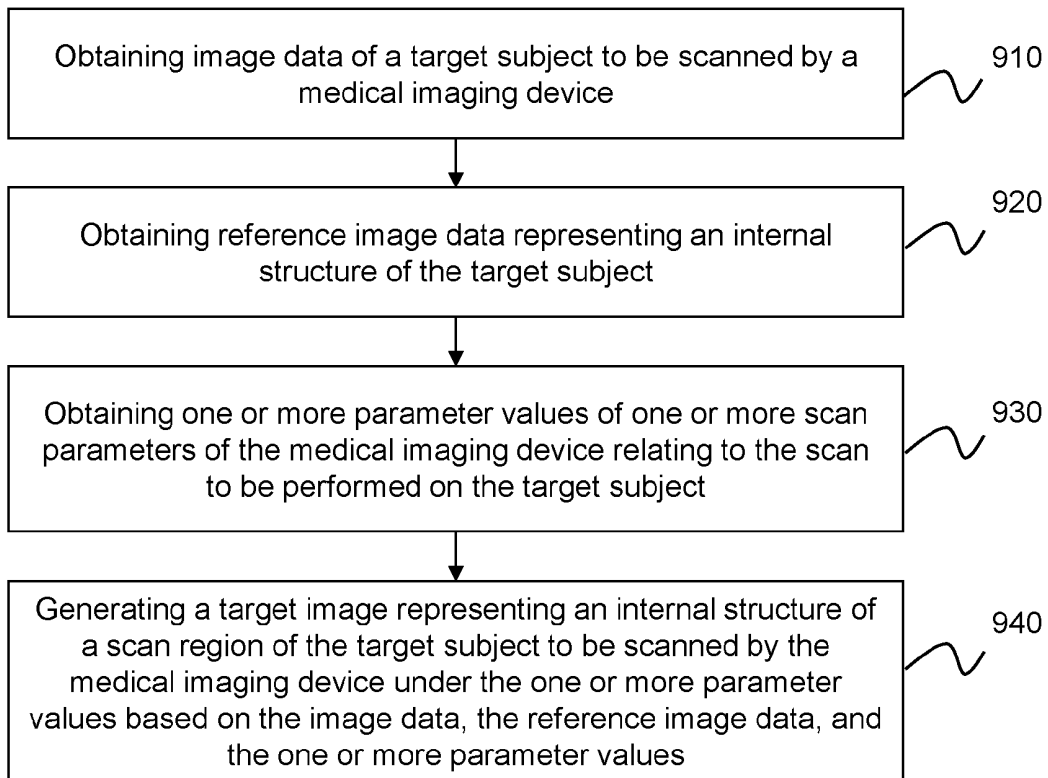 Obtaining image data of a target subject to be scanned by a
medical imaging device
910
Obtaining reference image data representing an internal
structure of the target subject
920
Obtaining one or more parameter values of one or more scan
parameters of the medical imaging device relating to the scan
to be performed on the target subject
930
Generating a target image representing an internal structure of
a scan region of the target subject to be scanned by the
medical imaging device under the one or more parameter
values based on the image data, the reference image data, and
the one or more parameter values
940